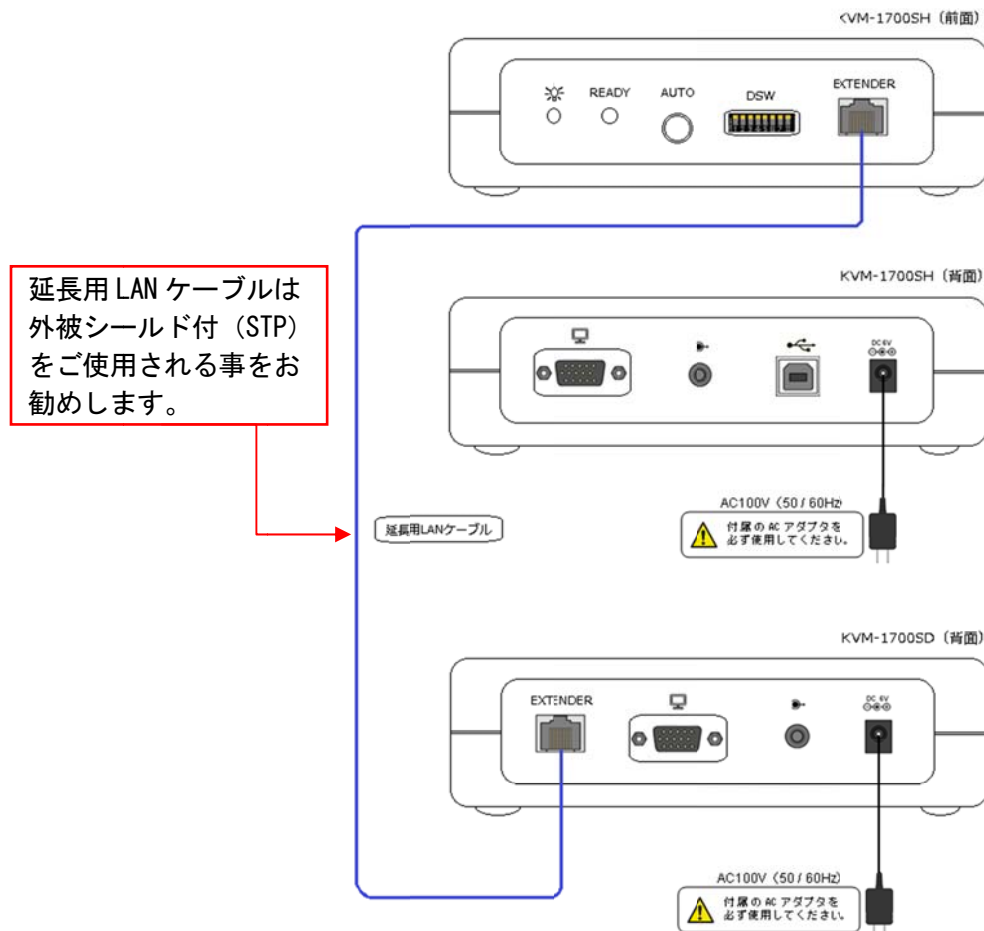 KVM-1700SH（前面）
READY
AUTO
DSW
EXTENDER
延長用LANケーブルは
外被シールド付（STP）
をご使用される事をお
勧めします。
KVM-1700SH（背面）
DC 6V
AC100V（50 / 60Hz）
付属の AC アダプタを
必ず使用してください。
延長用LANケーブル
KVM-1700SD（背面）
EXTENDER
DC 6V
AC100V（50 / 60Hz）
付属の AC アダプタを
必ず使用してください。